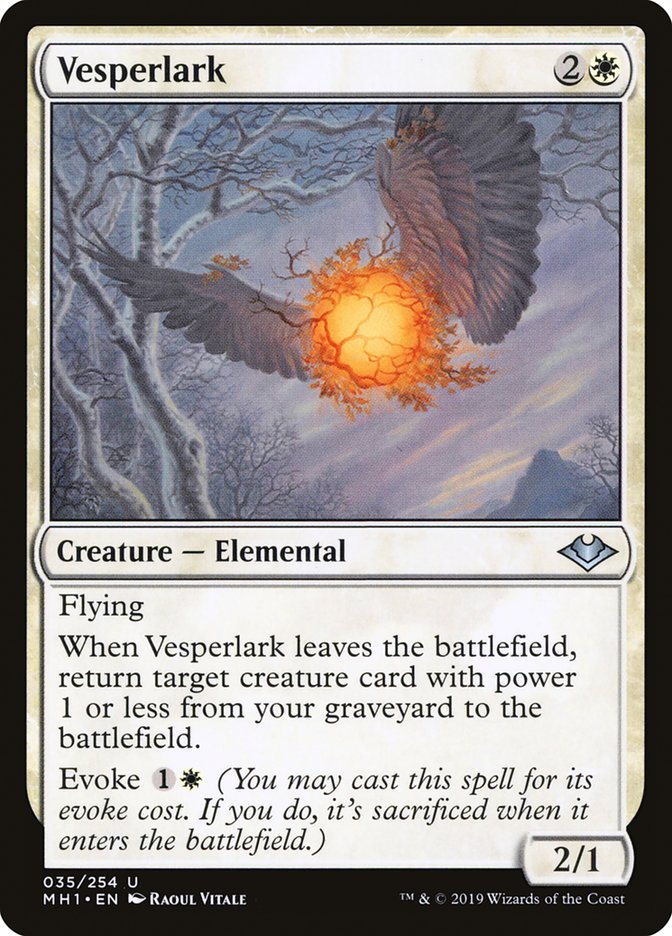 Vesperlark 2
Creature — Elemental
Flying
When Vesperlark leaves the battlefield,
return target creature card with power
1 or less from your graveyard to the
battlefield.
Evoke 1 (You may cast this spell for its
evoke cost. If you do, it's sacrificed when it
enters the battlefield.)
2/1
035/254 U
MH1 • EN RAOUL VITALE
™ & © 2019 Wizards of the Coast